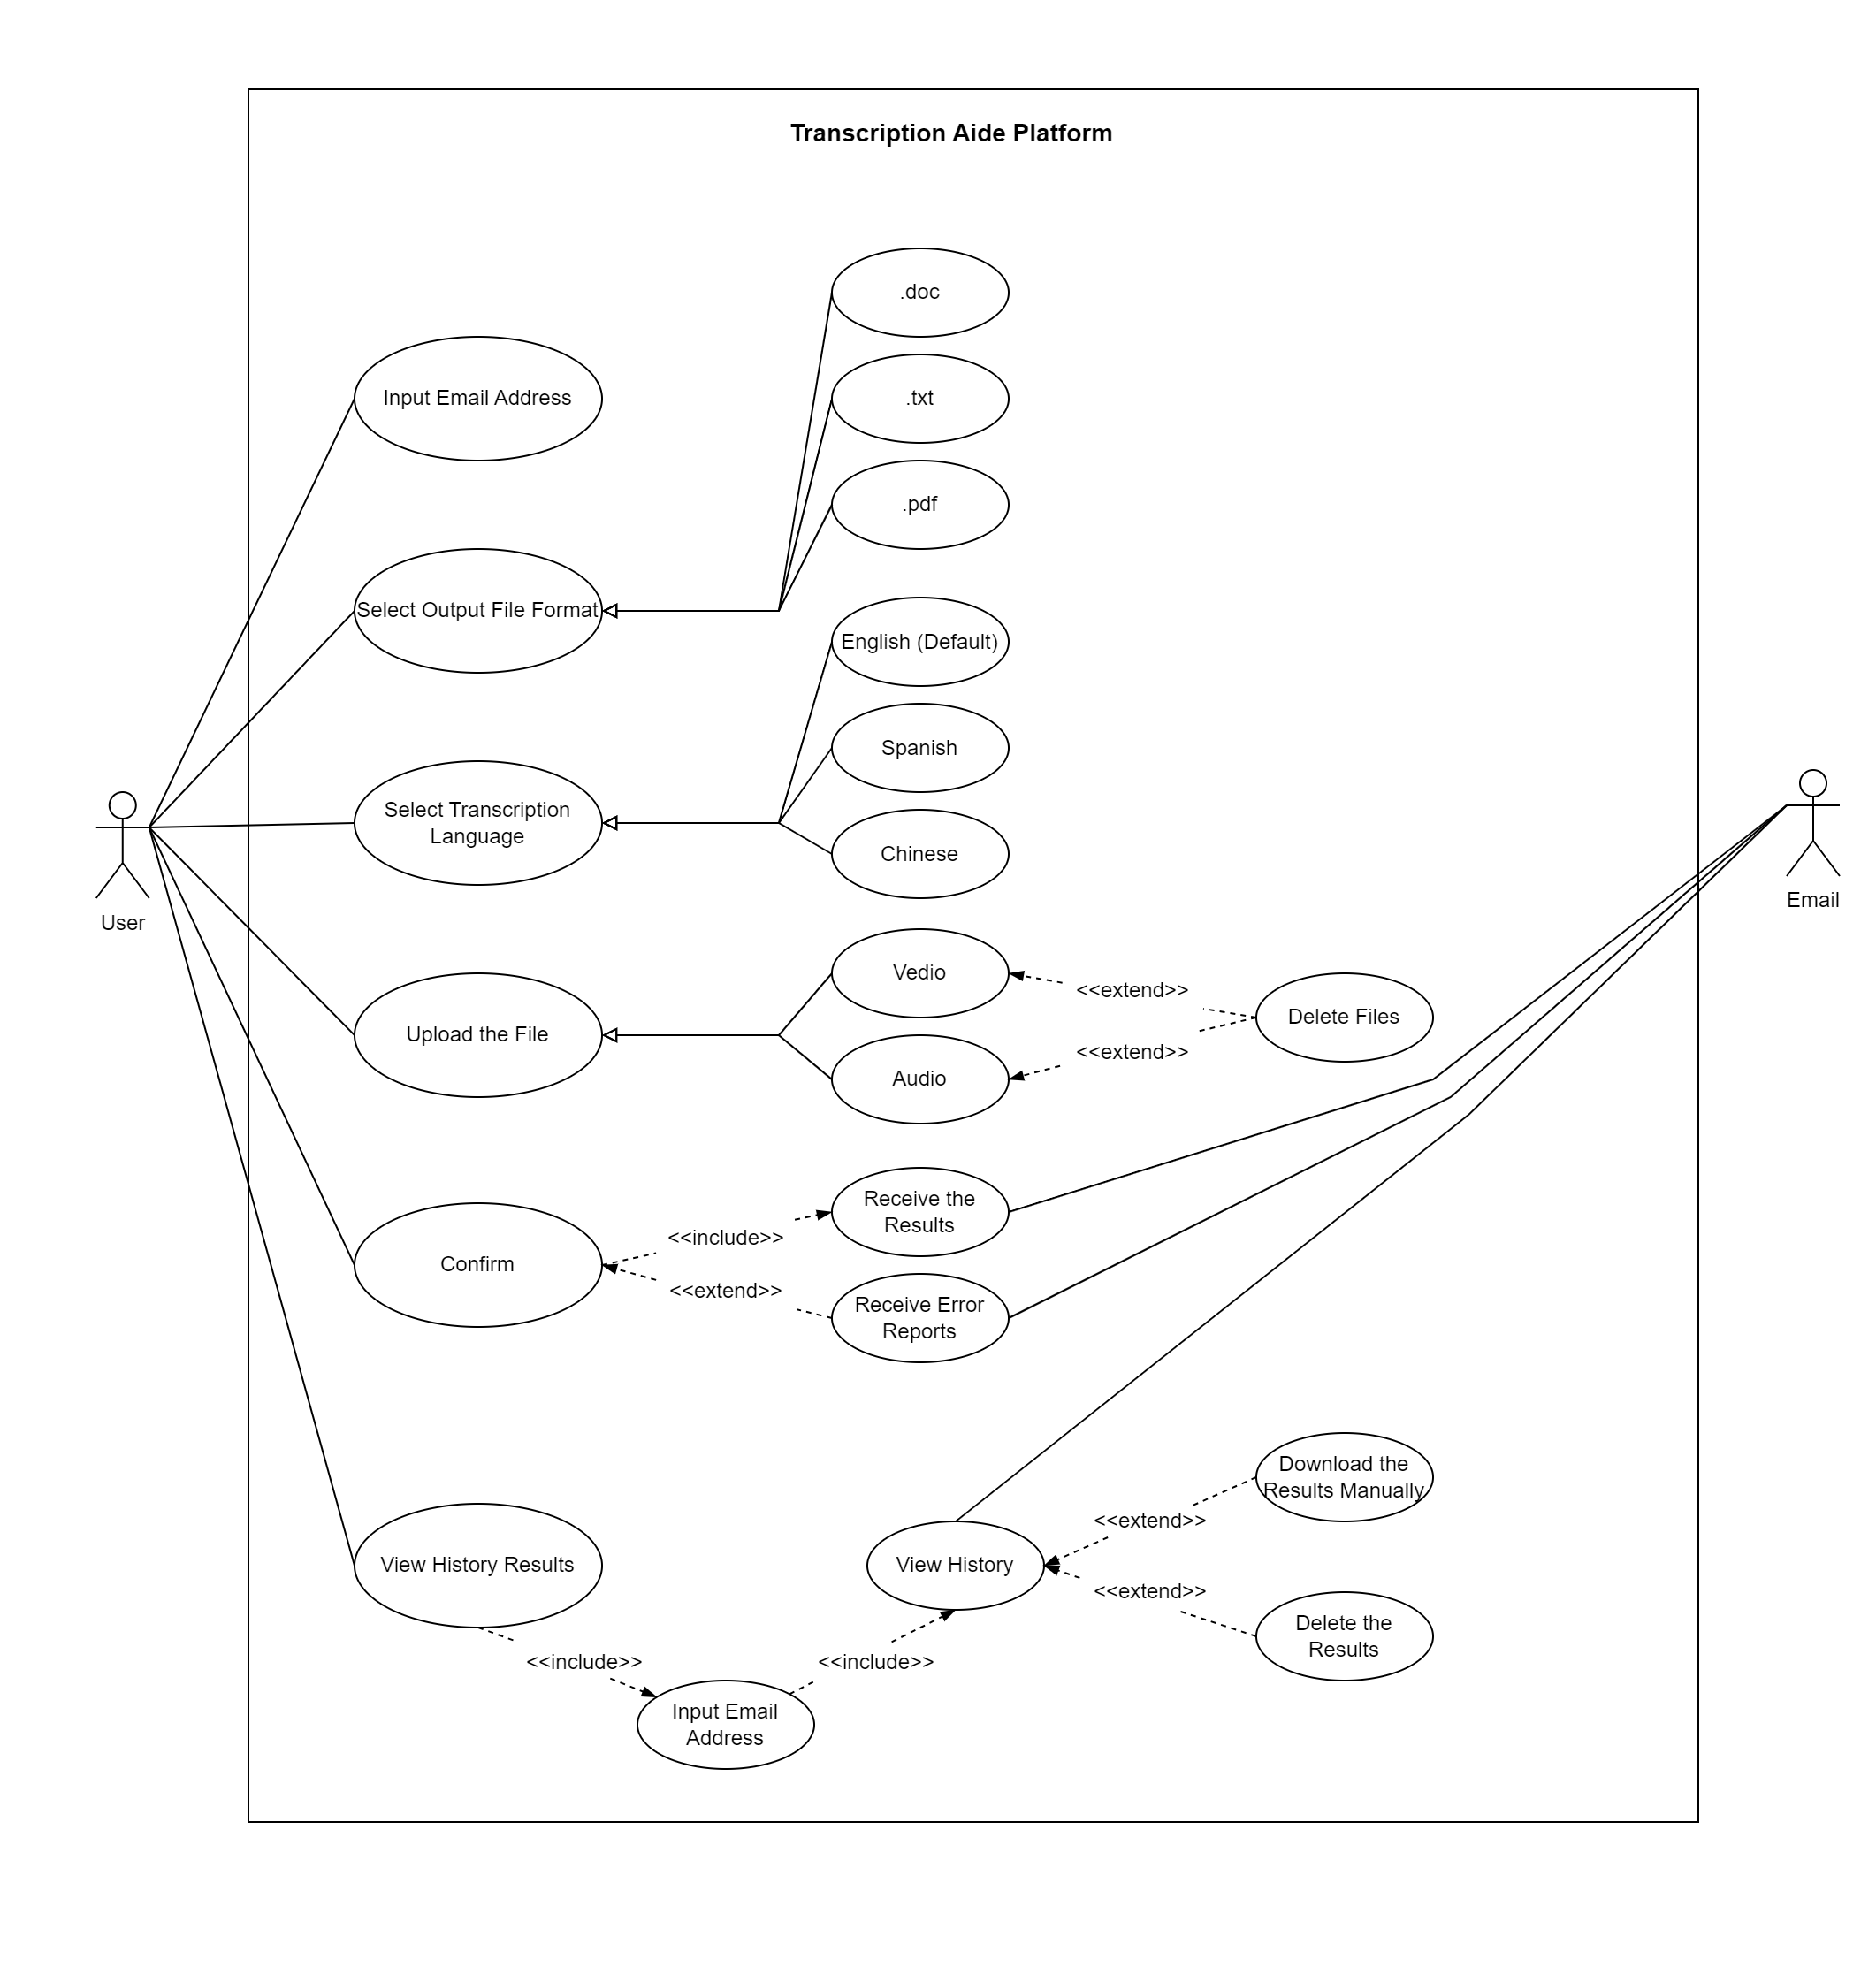 Transcription Aide Platform
.doc
Input Email Address
.txt
.pdf
Select Output File Format
English (Default)
Spanish
Select Transcription
Language
Chinese
User
Email
Vedio
<<extend>>
Delete Files
Upload the File
<<extend>>
Audio
Receive the
Results
<<include>>
Confirm
<<extend>>
Receive Error
Reports
Download the
Results Manually
<<extend>>
View History Results
View History
<<extend>>
Delete the
Results
<<include>>
<<include>>
Input Email
Address